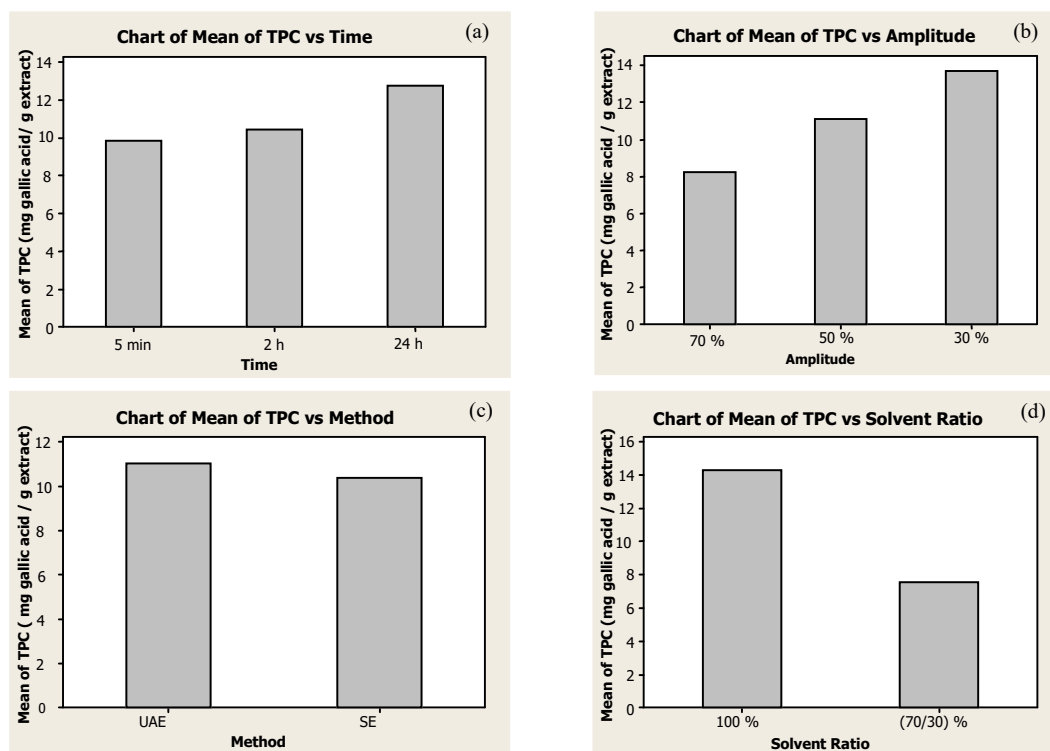 Chart of Mean of TPC vs Time
(a)
Mean of TPC (mg gallic acid/ g extract)
14
12
10
8
6
4
2
0
5 min 2 h 24 h
Time
Chart of Mean of TPC vs Amplitude
(b)
Mean of TPC (mg gallic acid / g extract)
14
12
10
8
6
4
2
0
70 % 50 % 30 %
Amplitude
Chart of Mean of TPC vs Method
(c)
Mean of TPC ( mg gallic acid / g extract)
12
10
8
6
4
2
0
UAE SE
Method
Chart of Mean of TPC vs Solvent Ratio
(d)
Mean of TPC (mg gallic acid / g extract)
16
14
12
10
8
6
4
2
0
100 % (70/30) %
Solvent Ratio